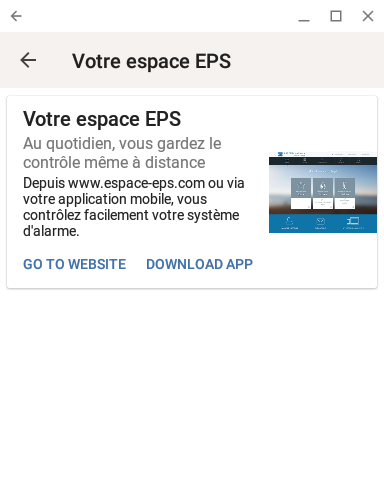 Votre espace EPS
Votre espace EPS
Au quotidien, vous gardez le
contrôle même à distance
Depuis www.espace-eps.com ou via
votre application mobile, vous
contrôlez facilement votre système
d'alarme.
GO TO WEBSITE DOWNLOAD APP